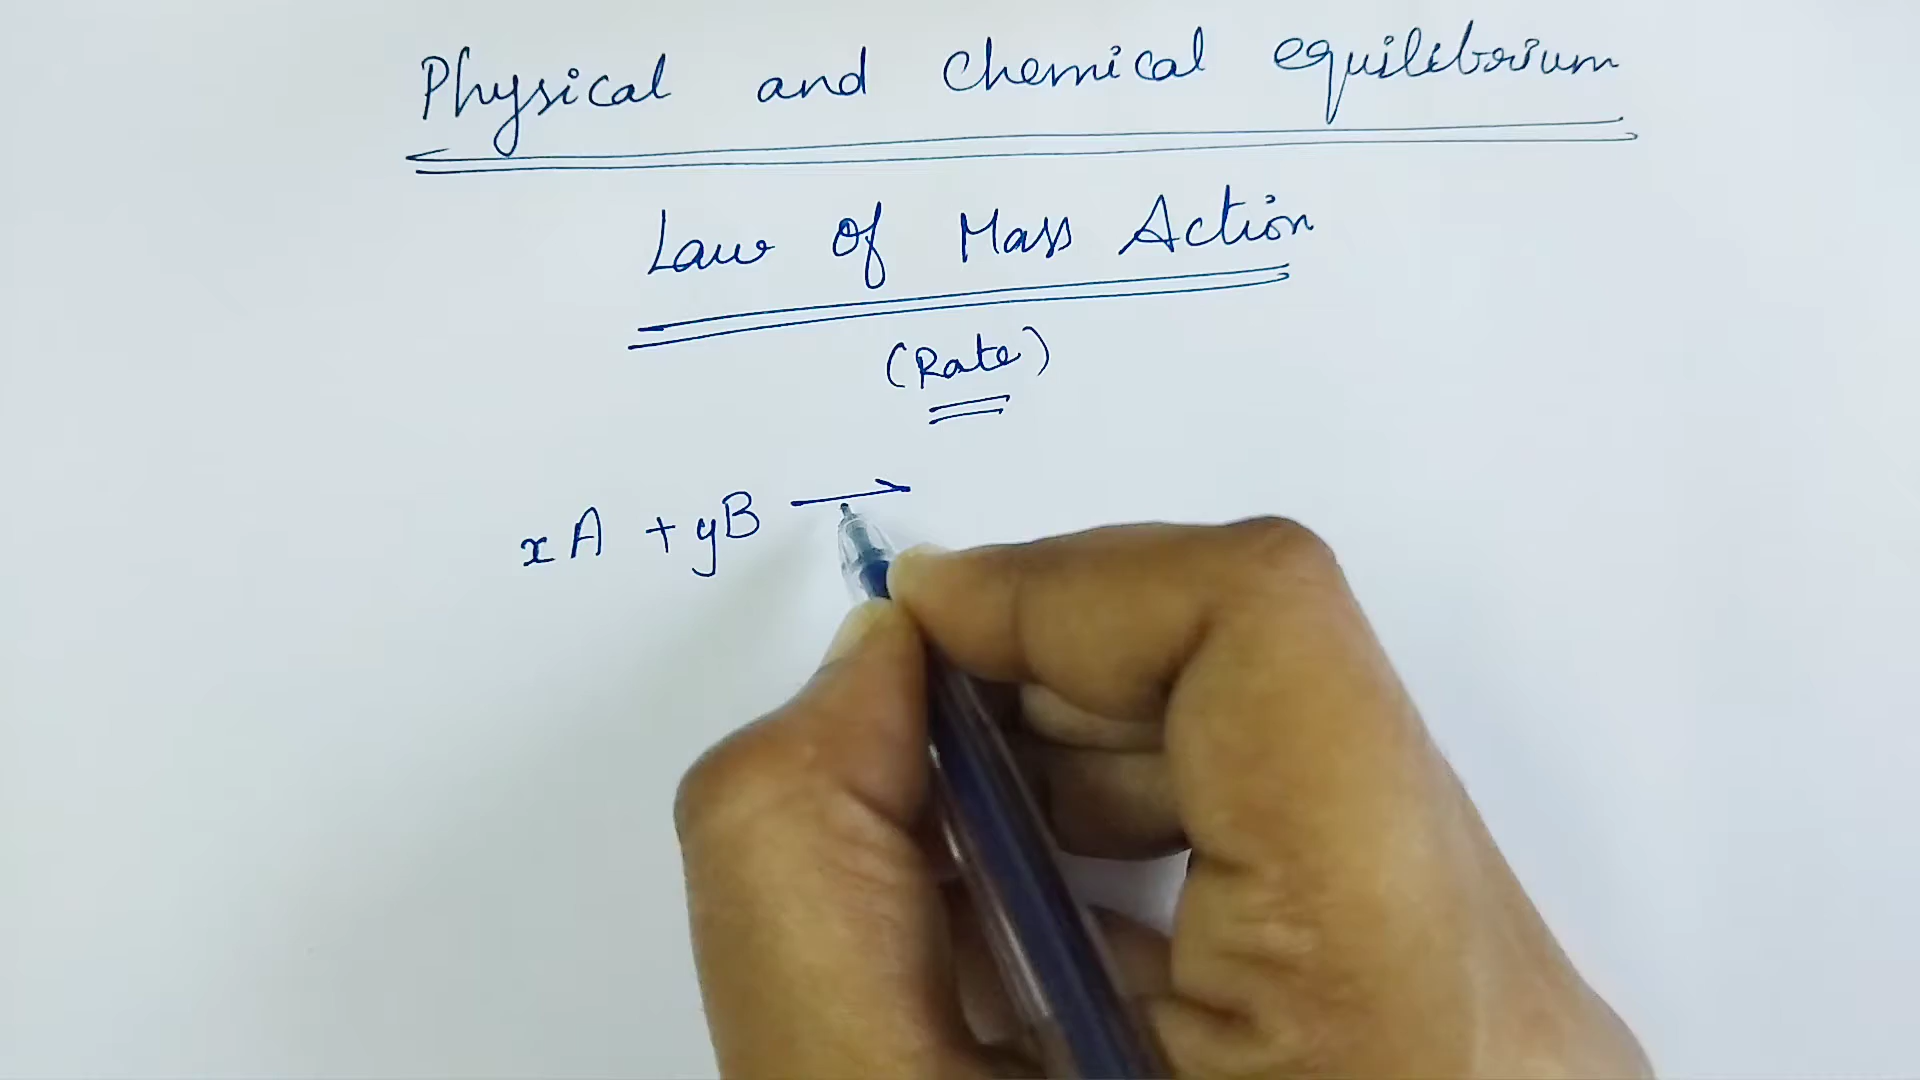 Physical and Chemical equilibrium
Law Of Mass Action
(Rate)
xA + yB ⟶